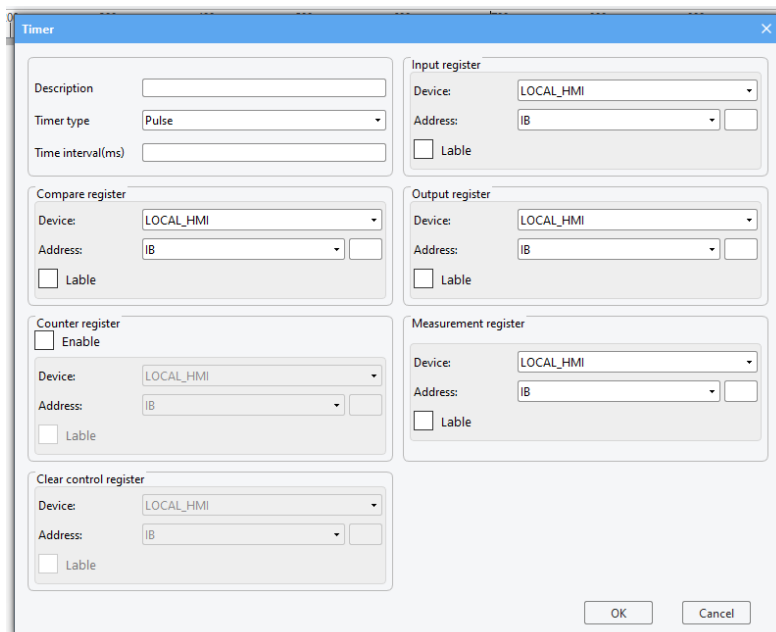 Timer
Description
Timer type Pulse
Time interval(ms)
Input register
Device: LOCAL_HMI
Address: IB
Lable
Compare register
Device: LOCAL_HMI
Address: IB
Lable
Output register
Device: LOCAL_HMI
Address: IB
Lable
Counter register
Enable
Device: LOCAL_HMI
Address: IB
Lable
Measurement register
Device: LOCAL_HMI
Address: IB
Lable
Clear control register
Device: LOCAL_HMI
Address: IB
Lable
OK Cancel